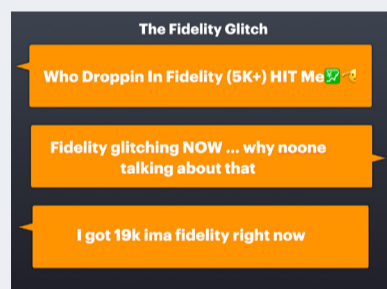 The Fidelity Glitch
Who Droppin In Fidelity (5K+) HIT Me💹🤏
Fidelity glitching NOW ... why noone
talking about that
I got 19k ima fidelity right now